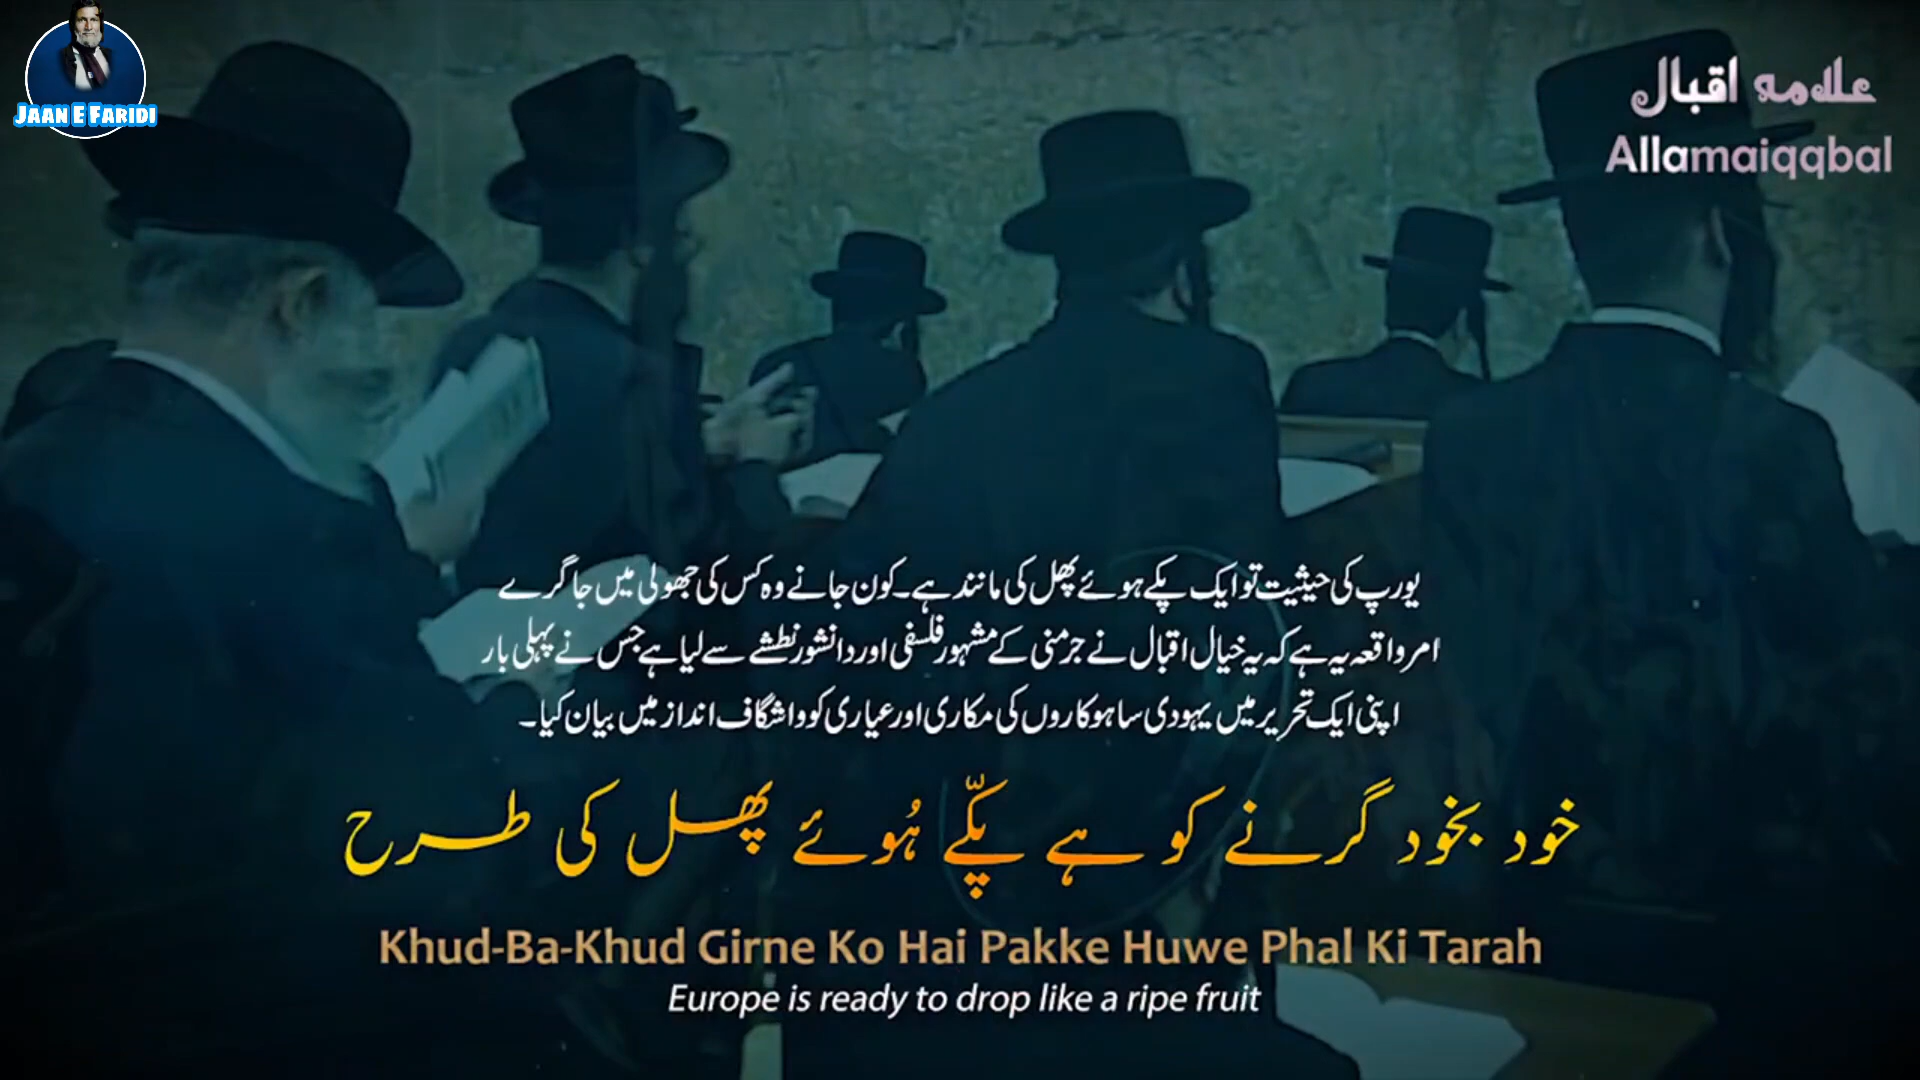 JAAN E FARIDI
علامہ اقبال
Allamaiqqbal
یورپ کی حیثیت تو ایک پکے ہوئے پھل کی مانند ہے۔ کون جانے وہ کس کی جھولی میں جا گرے
امر واقعہ یہ ہے کہ یہ خیال اقبال نے جرمنی کے مشہور فلسفی اور دانشور نطشے سے لیا ہے جس نے پہلی بار
اپنی ایک تحریر میں یہودی ساہوکاروں کی مکاری اور عیاری کو واشگاف انداز میں بیان کیا۔
خود بخود گرنے کو ہے پکّے ہُوئے پھل کی طرح
Khud-Ba-Khud Girne Ko Hai Pakke Huwe Phal Ki Tarah
Europe is ready to drop like a ripe fruit